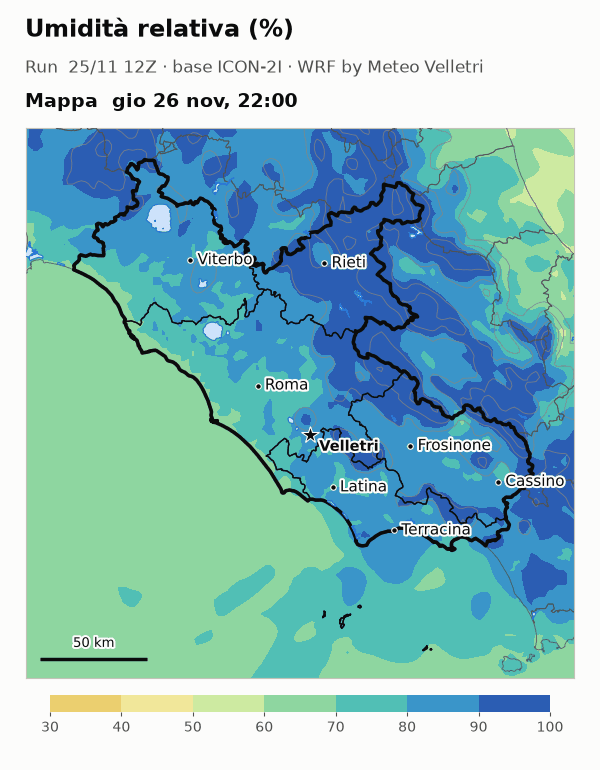 Umidità relativa (%)
Run  25/11 12Z · base ICON-2I · WRF by Meteo Velletri
Mappa  gio 26 nov, 22:00
Viterbo
Rieti
Roma
Velletri
Frosinone
Cassino
Latina
Terracina
50 km
30 40 50 60 70 80 90 100